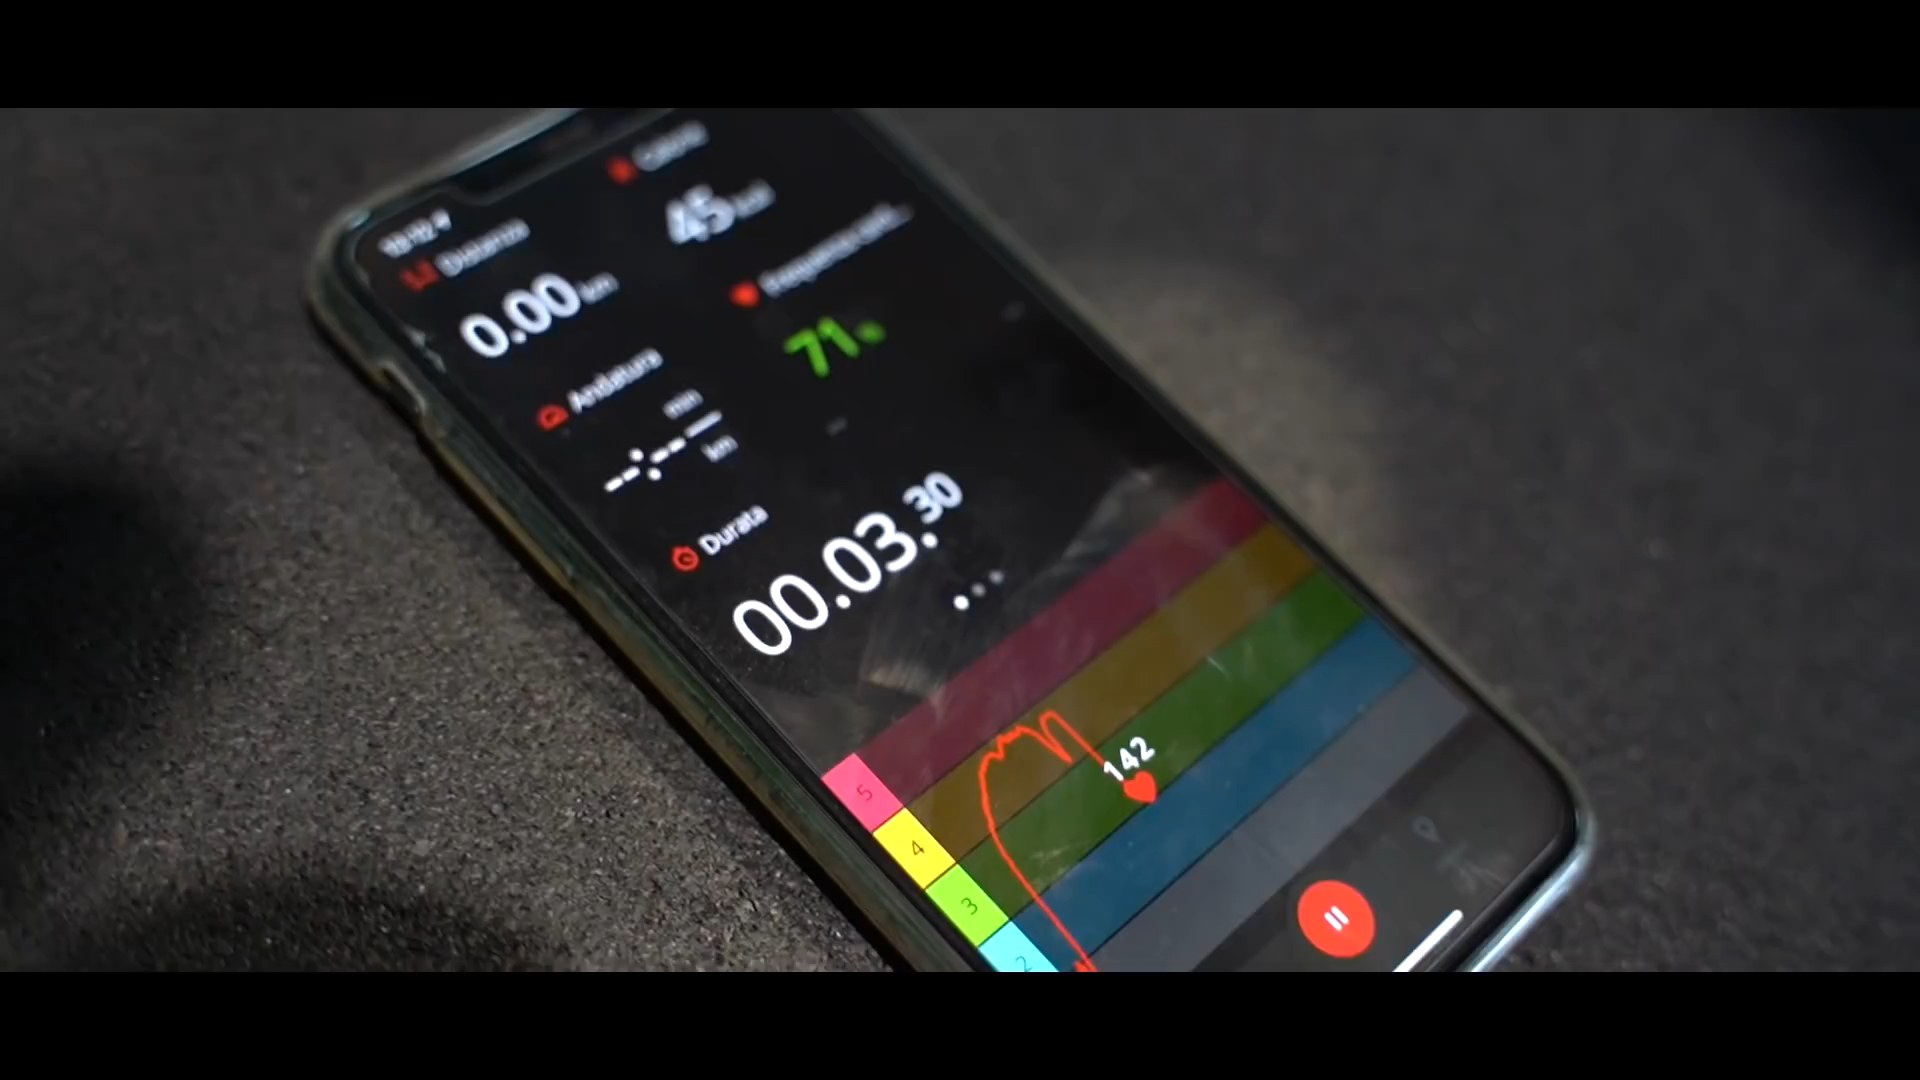 Calorie
45 kcal
Distanza
0.00 km
71%
Andatura
--:-- min km
Durata
00.03.30
5
4
3
2
142